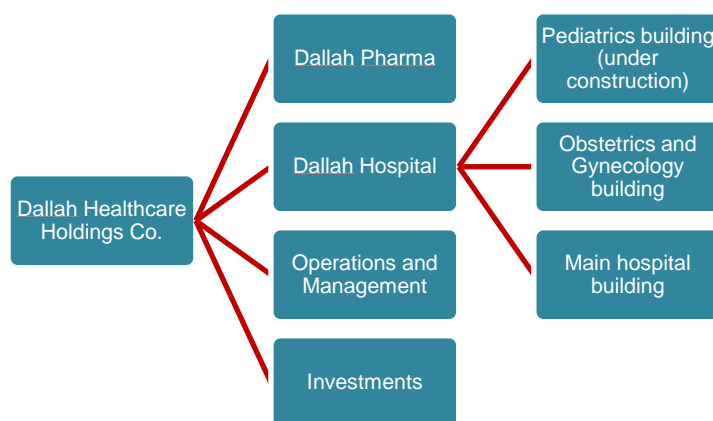 Dallah Healthcare
Holdings Co.
Dallah Pharma
Dallah Hospital
Operations and
Management
Investments
Pediatrics building
(under
construction)
Obstetrics and
Gynecology
building
Main hospital
building